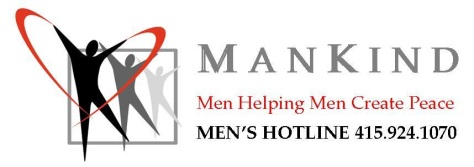 MANKIND
Men Helping Men Create Peace
MEN'S HOTLINE 415.924.1070